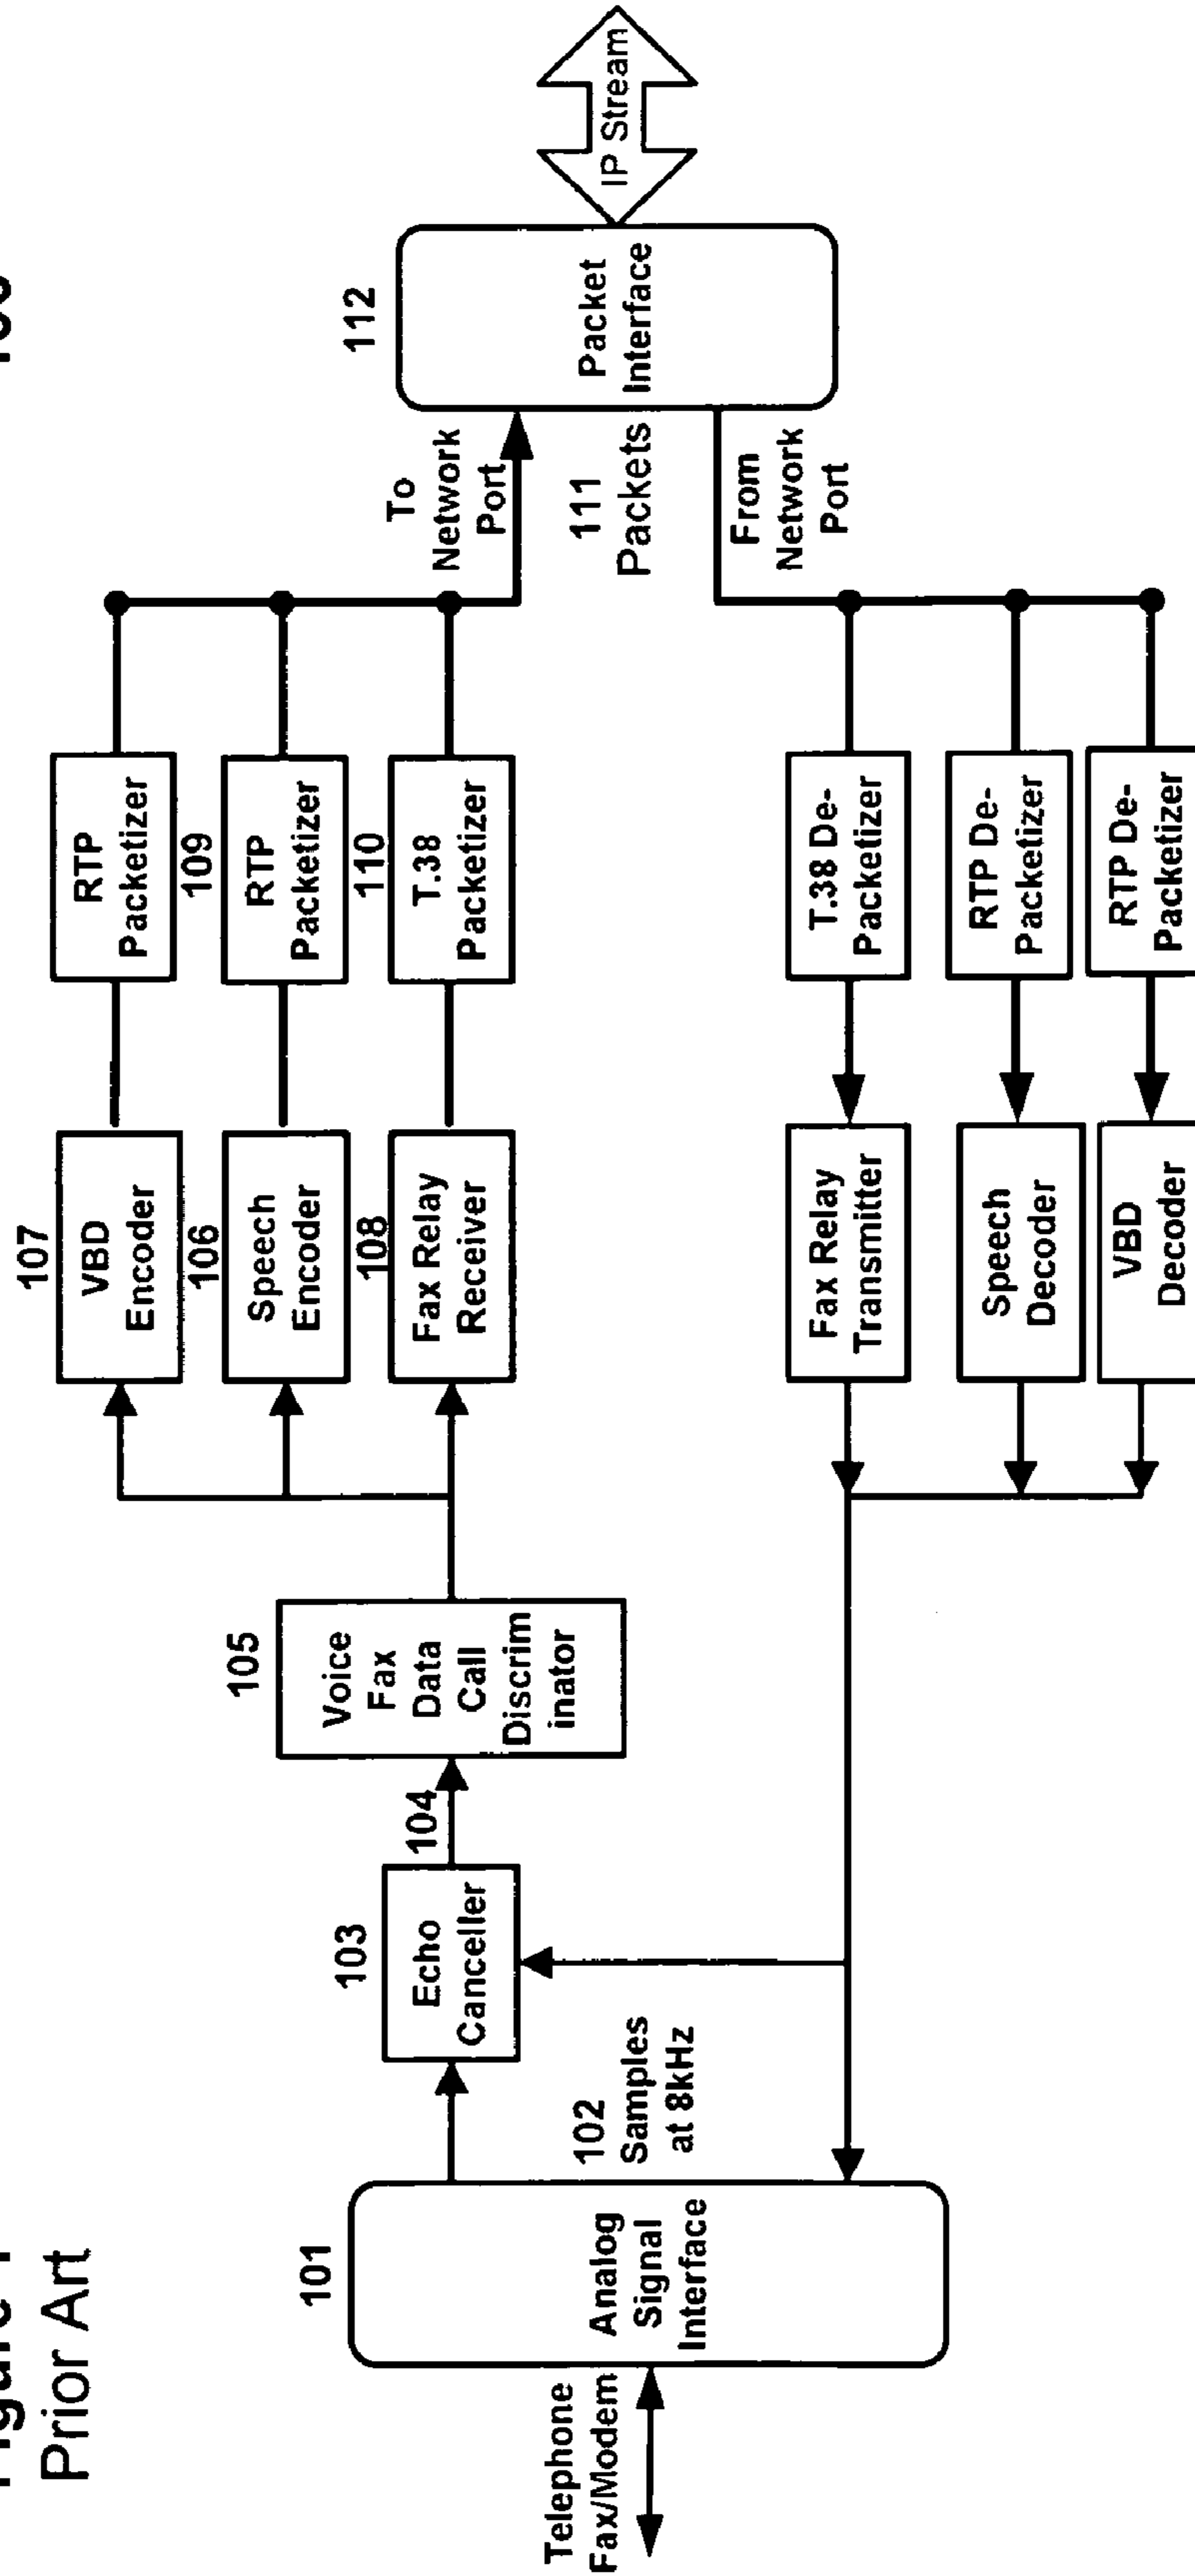 Figure 1
Prior Art
Telephone
Fax/Modem
101
Analog
Signal
Interface
102
Samples
at 8kHz
103
Echo
Canceller
104
105
Voice
Fax
Data
Call
Discrim
inator
107
VBD
Encoder
106
Speech
Encoder
108
Fax Relay
Receiver
RTP
Packetizer
109
RTP
Packetizer
110
T.38
Packetizer
To
Network
Port
111
Packets
From
Network
Port
112
Packet
Interface
IP Stream
Fax Relay
Transmitter
Speech
Decoder
VBD
Decoder
T.38 De-
Packetizer
RTP De-
Packetizer
RTP De-
Packetizer